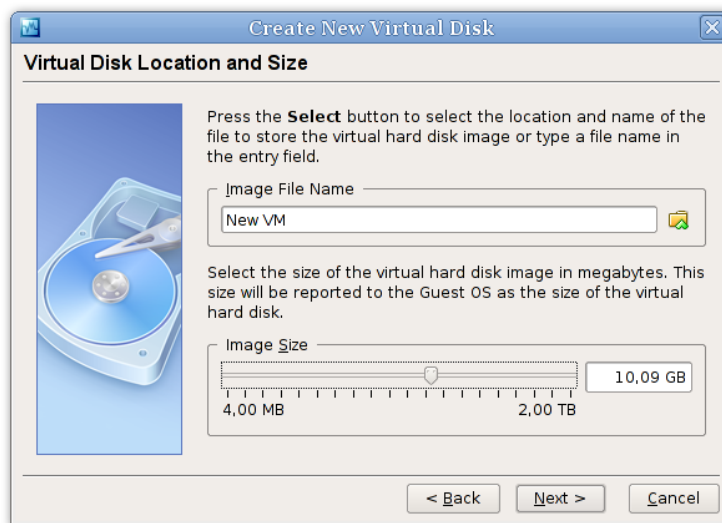 Create New Virtual Disk
Virtual Disk Location and Size
Press the Select button to select the location and name of the
file to store the virtual hard disk image or type a file name in
the entry field.
Image File Name
New VM
Select the size of the virtual hard disk image in megabytes. This
size will be reported to the Guest OS as the size of the virtual
hard disk.
Image Size
10,09 GB
4,00 MB 2,00 TB
< Back Next > Cancel